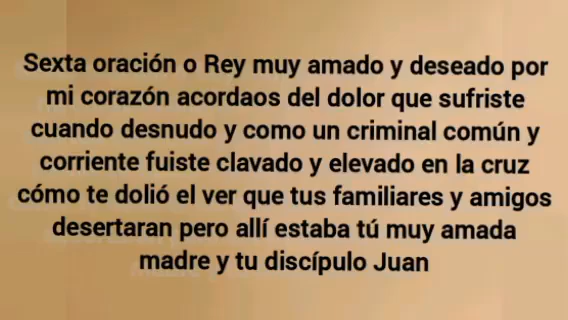 Sexta oración o Rey muy amado y deseado por
mi corazón acordaos del dolor que sufriste
cuando desnudo y como un criminal común y
corriente fuiste clavado y elevado en la cruz
cómo te dolió el ver que tus familiares y amigos
desertaran pero allí estaba tú muy amada
madre y tu discípulo Juan